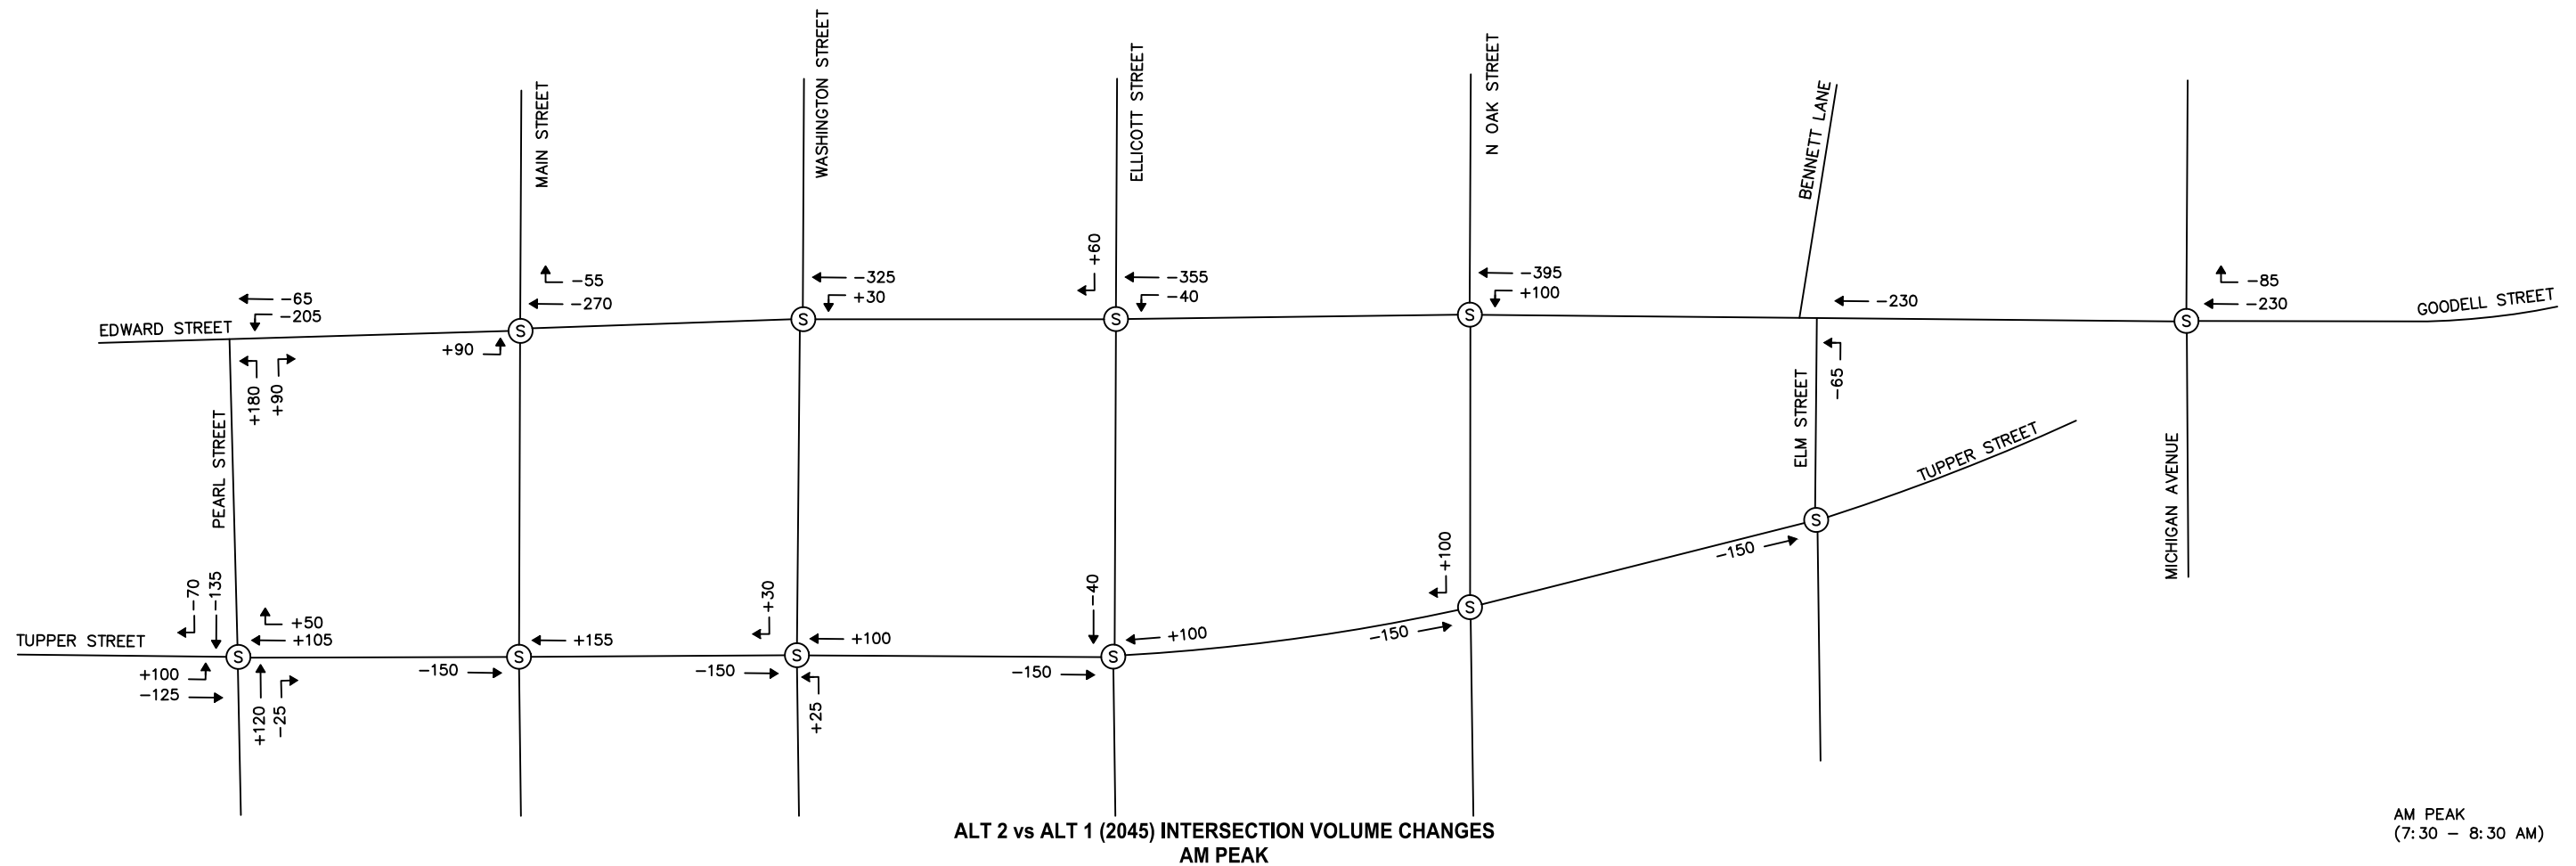 MAIN STREET
WASHINGTON STREET
ELLICOTT STREET
N OAK STREET
BENNETT LANE
-65
-205
EDWARD STREET
+180
+90
PEARL STREET
-55
-270
S
+90
-325
+30
S
+60
-355
-40
S
-395
+100
S
-230
-65
ELM STREET
-85
-230
S
GOODELL STREET
MICHIGAN AVENUE
TUPPER STREET
-70
-135
+50
+105
TUPPER STREET
S
+100
-125
+120
-25
+155
S
-150
+30
+100
S
-150
+25
-40
+100
S
-150
+100
S
-150
S
-150
ALT 2 vs ALT 1 (2045) INTERSECTION VOLUME CHANGES
AM PEAK
AM PEAK
(7:30 - 8:30 AM)